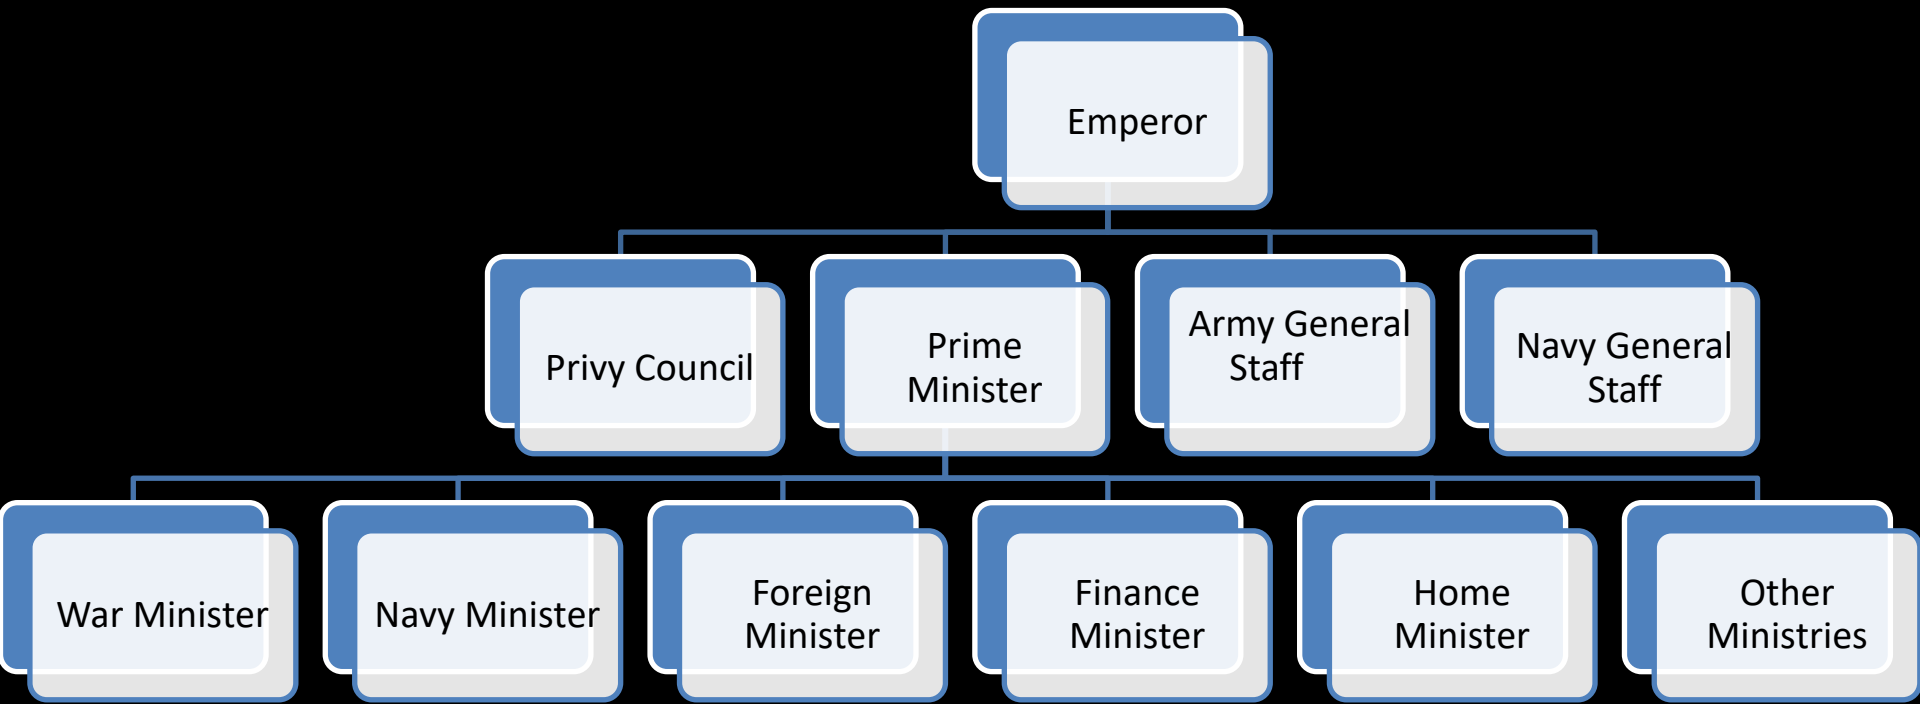 Emperor
Privy Council
Prime
Minister
Army General
Staff
Navy General
Staff
War Minister
Navy Minister
Foreign
Minister
Finance
Minister
Home
Minister
Other
Ministries